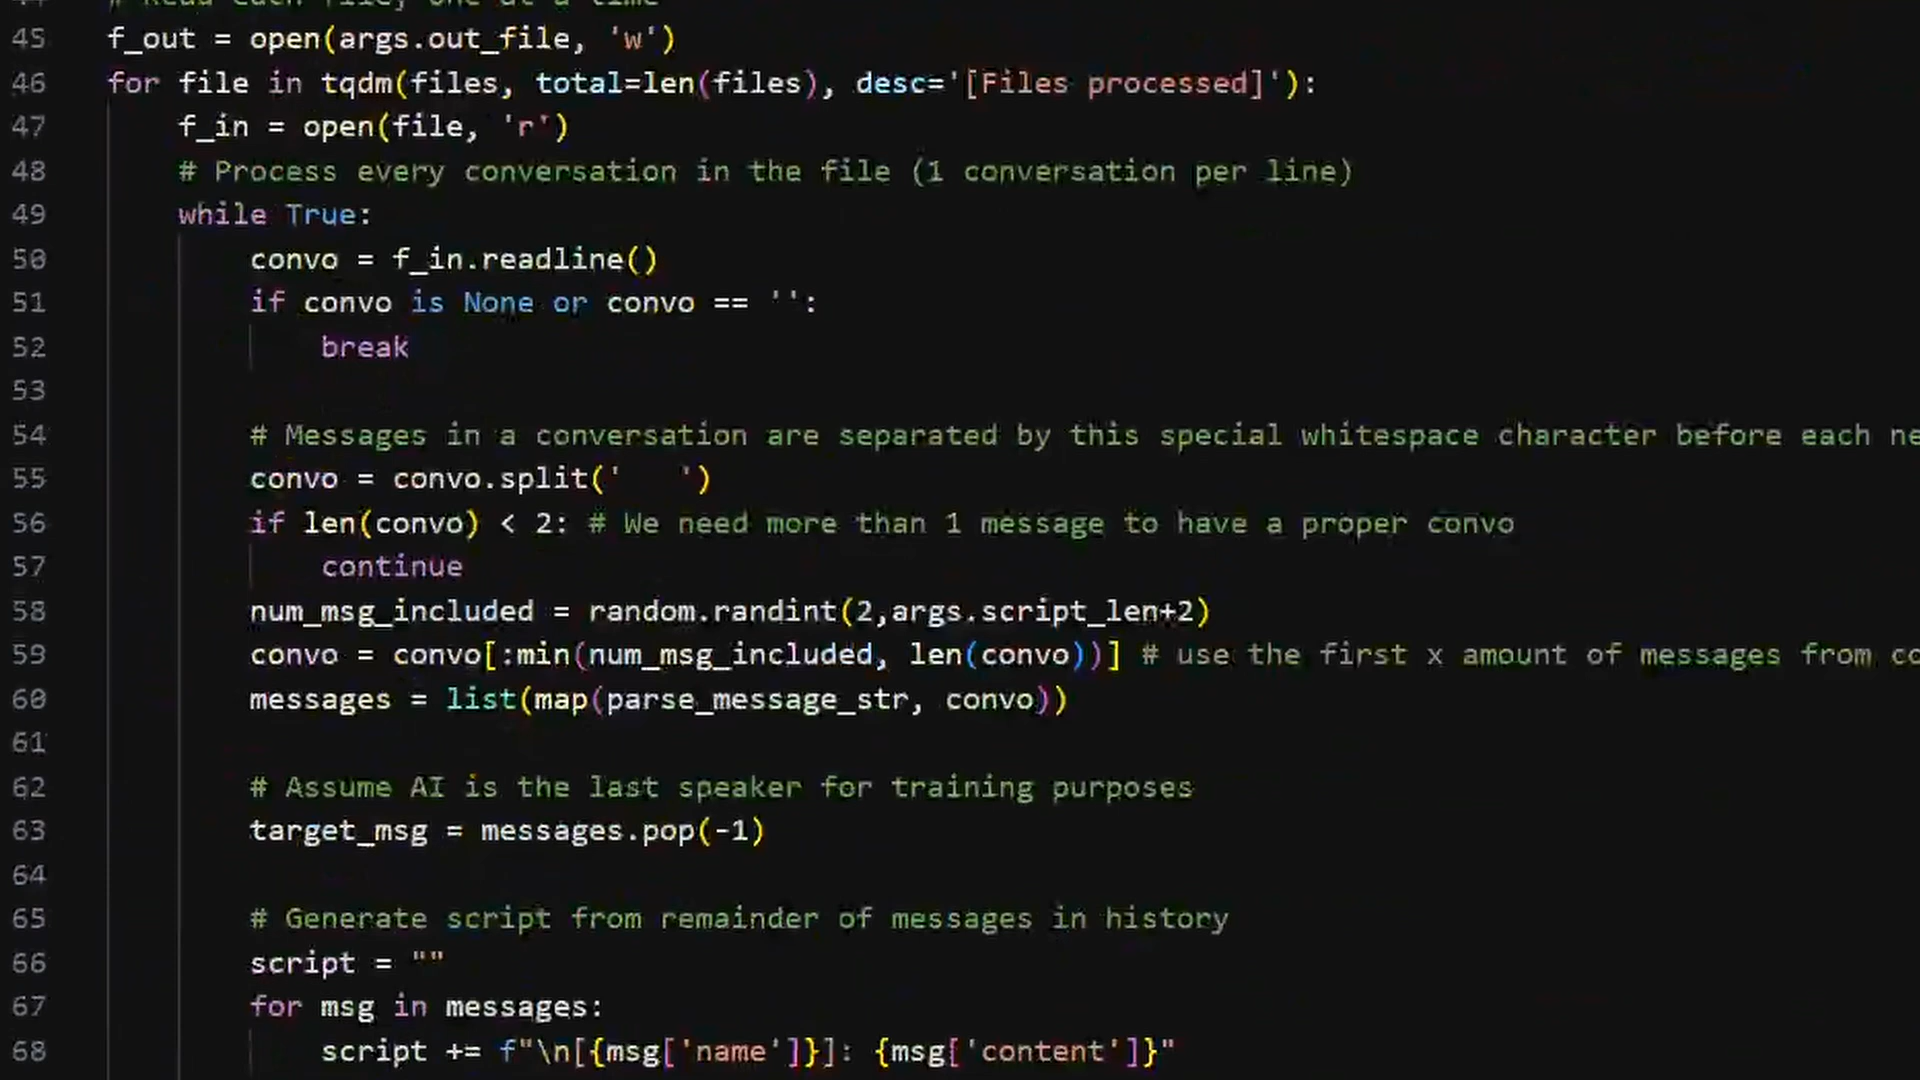 # Read each file, one at a time
45 f_out = open(args.out_file, 'w')
46 for file in tqdm(files, total=len(files), desc='[Files processed]'):
47 f_in = open(file, 'r')
48 # Process every conversation in the file (1 conversation per line)
49 while True:
50 convo = f_in.readline()
51 if convo is None or convo == '':
52 break
53
54 # Messages in a conversation are separated by this special whitespace character before each ne
55 convo = convo.split('   ')
56 if len(convo) < 2: # We need more than 1 message to have a proper convo
57 continue
58 num_msg_included = random.randint(2,args.script_len+2)
59 convo = convo[:min(num_msg_included, len(convo))] # use the first x amount of messages from co
60 messages = list(map(parse_message_str, convo))
61
62 # Assume AI is the last speaker for training purposes
63 target_msg = messages.pop(-1)
64
65 # Generate script from remainder of messages in history
66 script = ""
67 for msg in messages:
68 script += f"\n[{msg['name']}]: {msg['content']}"